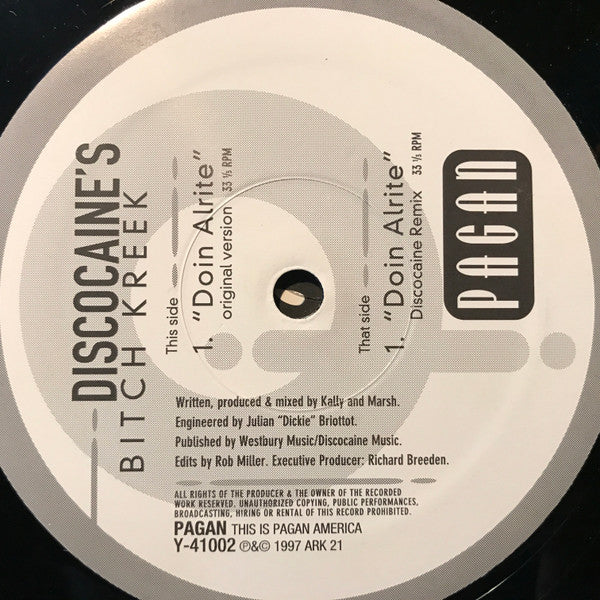 DISCOCAINE'S
BITCH KREEK
This side
1. "Doin Alrite"
original version 33 ⅓ RPM
That side
1. "Doin Alrite"
Discocaine Remix 33 ⅓ RPM
PAGAN
Written, produced & mixed by Kally and Marsh.
Engineered by Julian "Dickie" Briottot.
Published by Westbury Music/Discocaine Music.
Edits by Rob Miller. Executive Producer: Richard Breeden.
ALL RIGHTS OF THE PRODUCER & THE OWNER OF THE RECORDED
WORK RESERVED. UNAUTHORIZED COPYING, PUBLIC PERFORMANCES,
BROADCASTING, HIRING OR RENTAL OF THIS RECORD PROHIBITED.
PAGAN THIS IS PAGAN AMERICA
Y-41002 ℗&© 1997 ARK 21